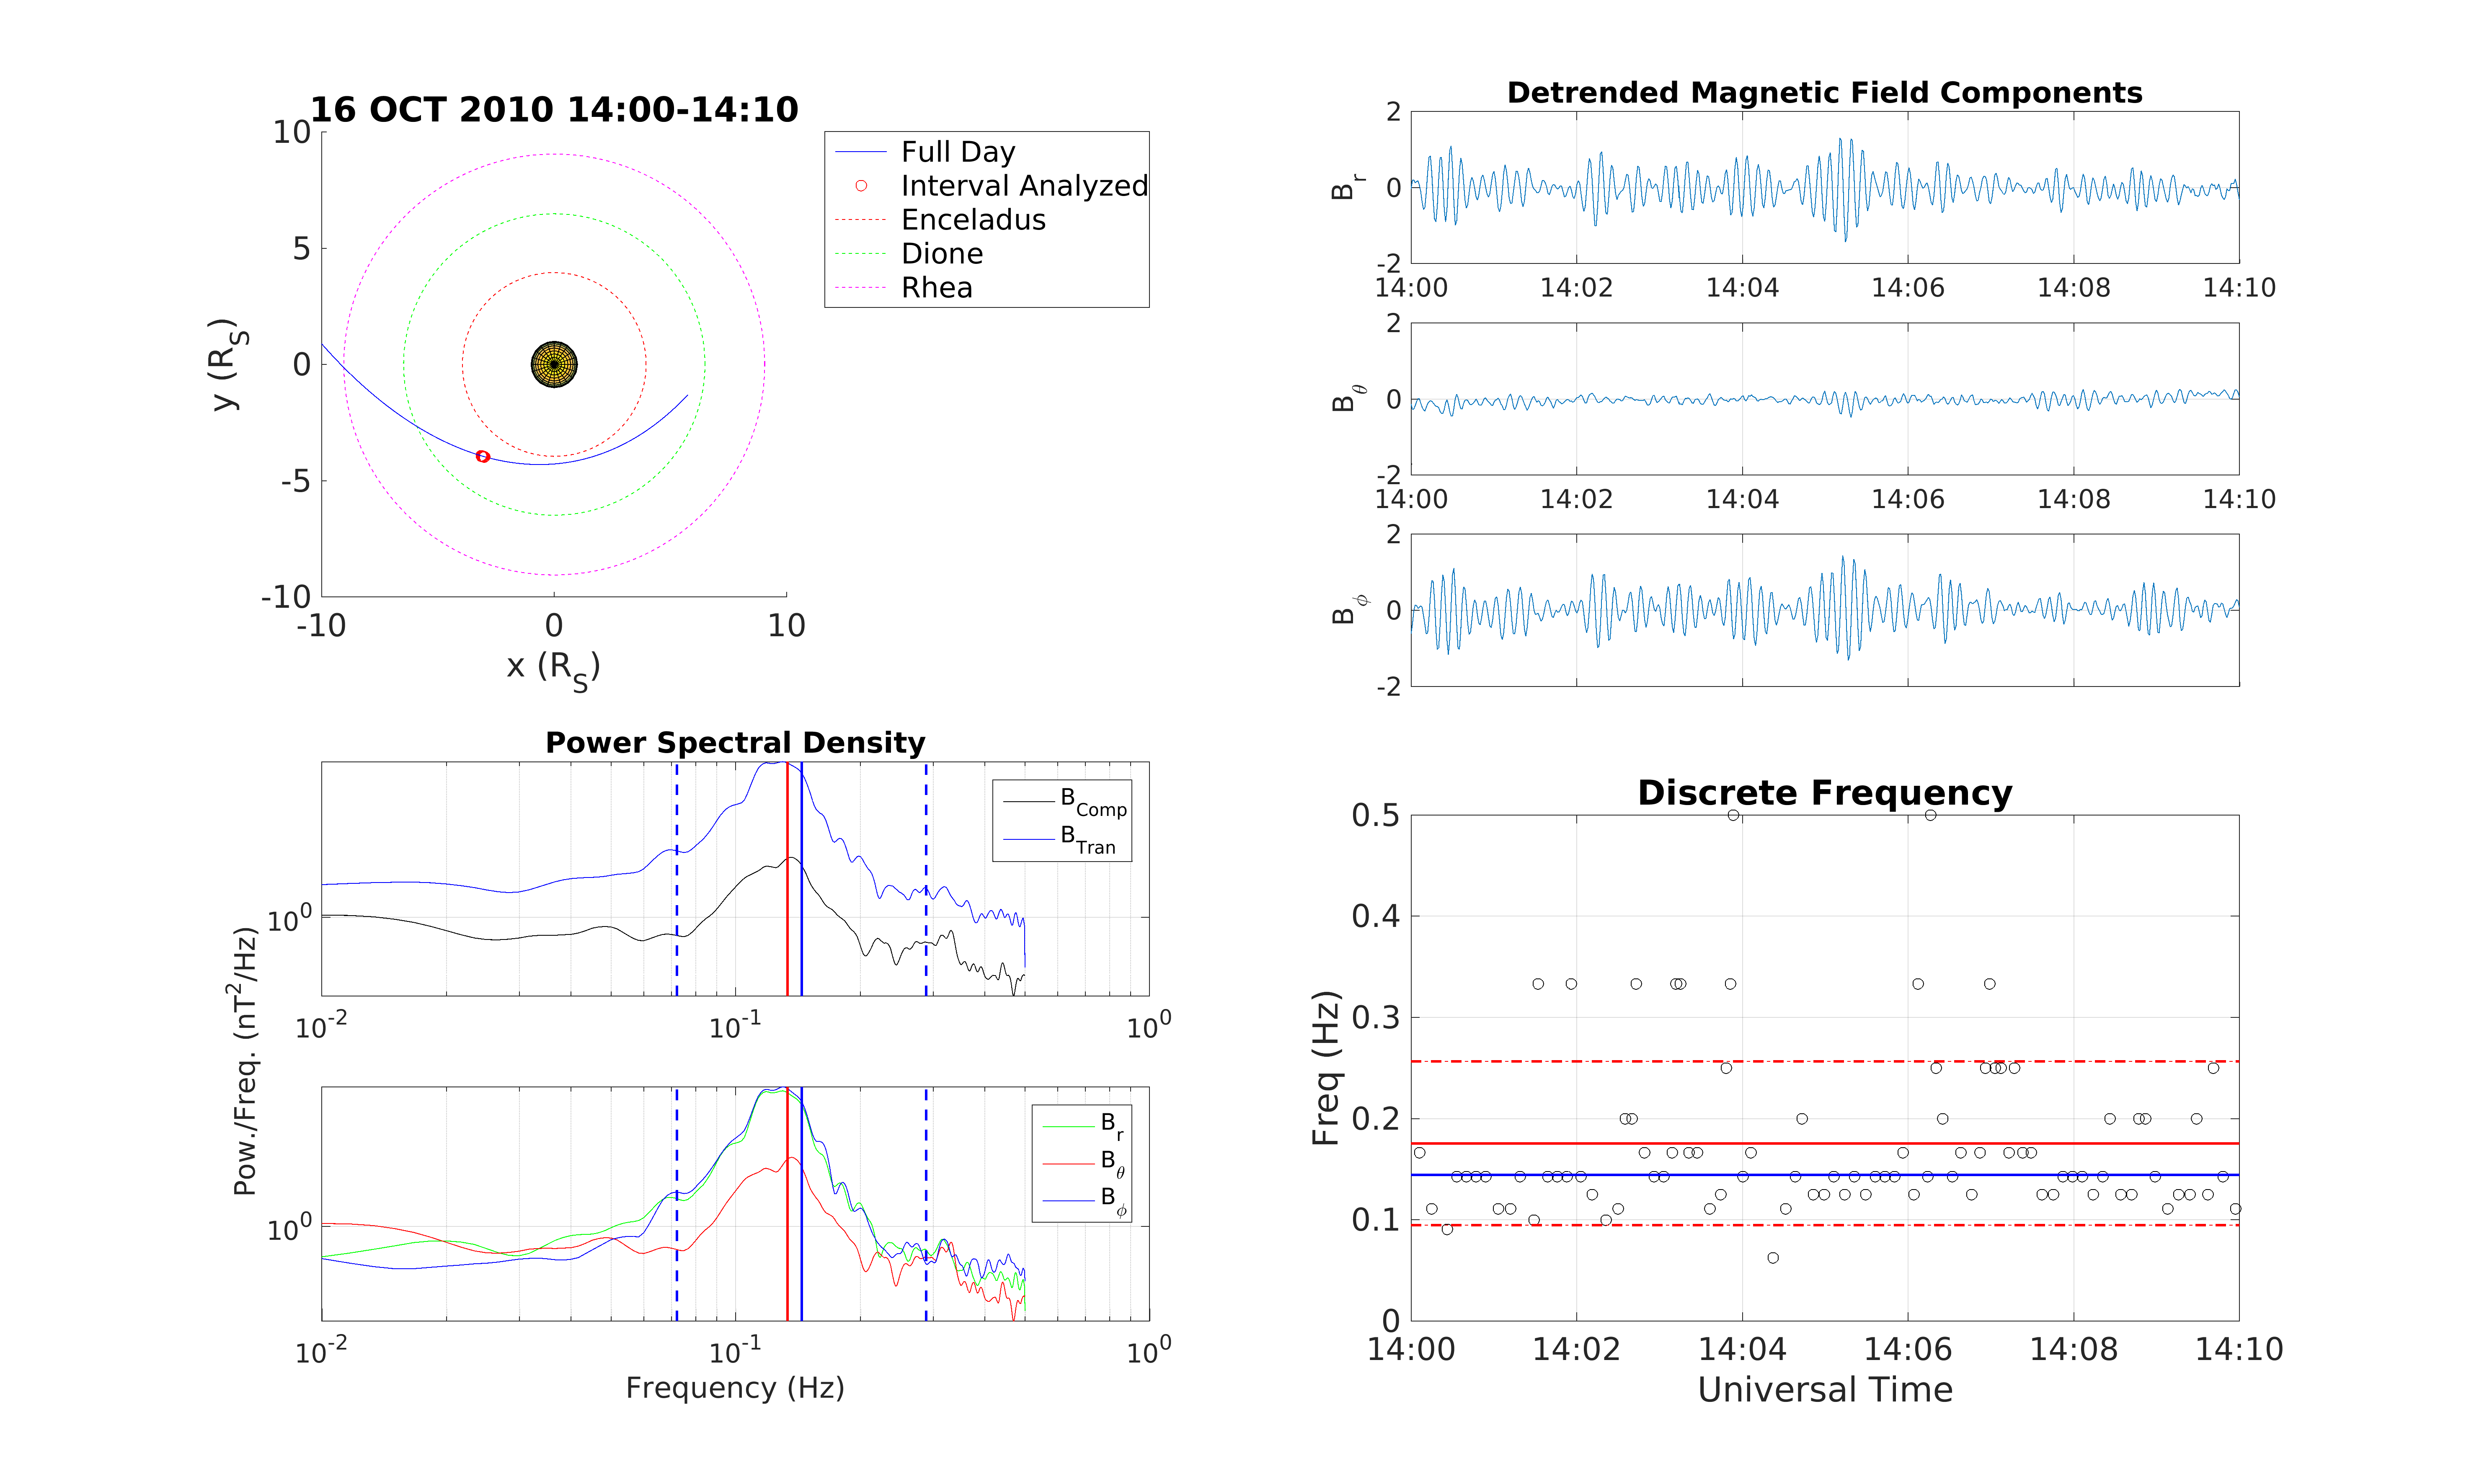 16 OCT 2010 14:00-14:10
10
5
0
-5
-10
-10 0 10
y (R_S)
x (R_S)
Full Day
Interval Analyzed
Enceladus
Dione
Rhea
Detrended Magnetic Field Components
2
0
-2
B_r
14:00 14:02 14:04 14:06 14:08 14:10
2
0
-2
B_θ
14:00 14:02 14:04 14:06 14:08 14:10
2
0
-2
B_ϕ
Power Spectral Density
B_Comp
B_Tran
10^0
10^-2 10^-1 10^0
Pow./Freq. (nT^2/Hz)
B_r
B_θ
B_ϕ
10^0
10^-2 10^-1 10^0
Frequency (Hz)
Discrete Frequency
0.5
0.4
0.3
0.2
0.1
0
Freq (Hz)
14:00 14:02 14:04 14:06 14:08 14:10
Universal Time